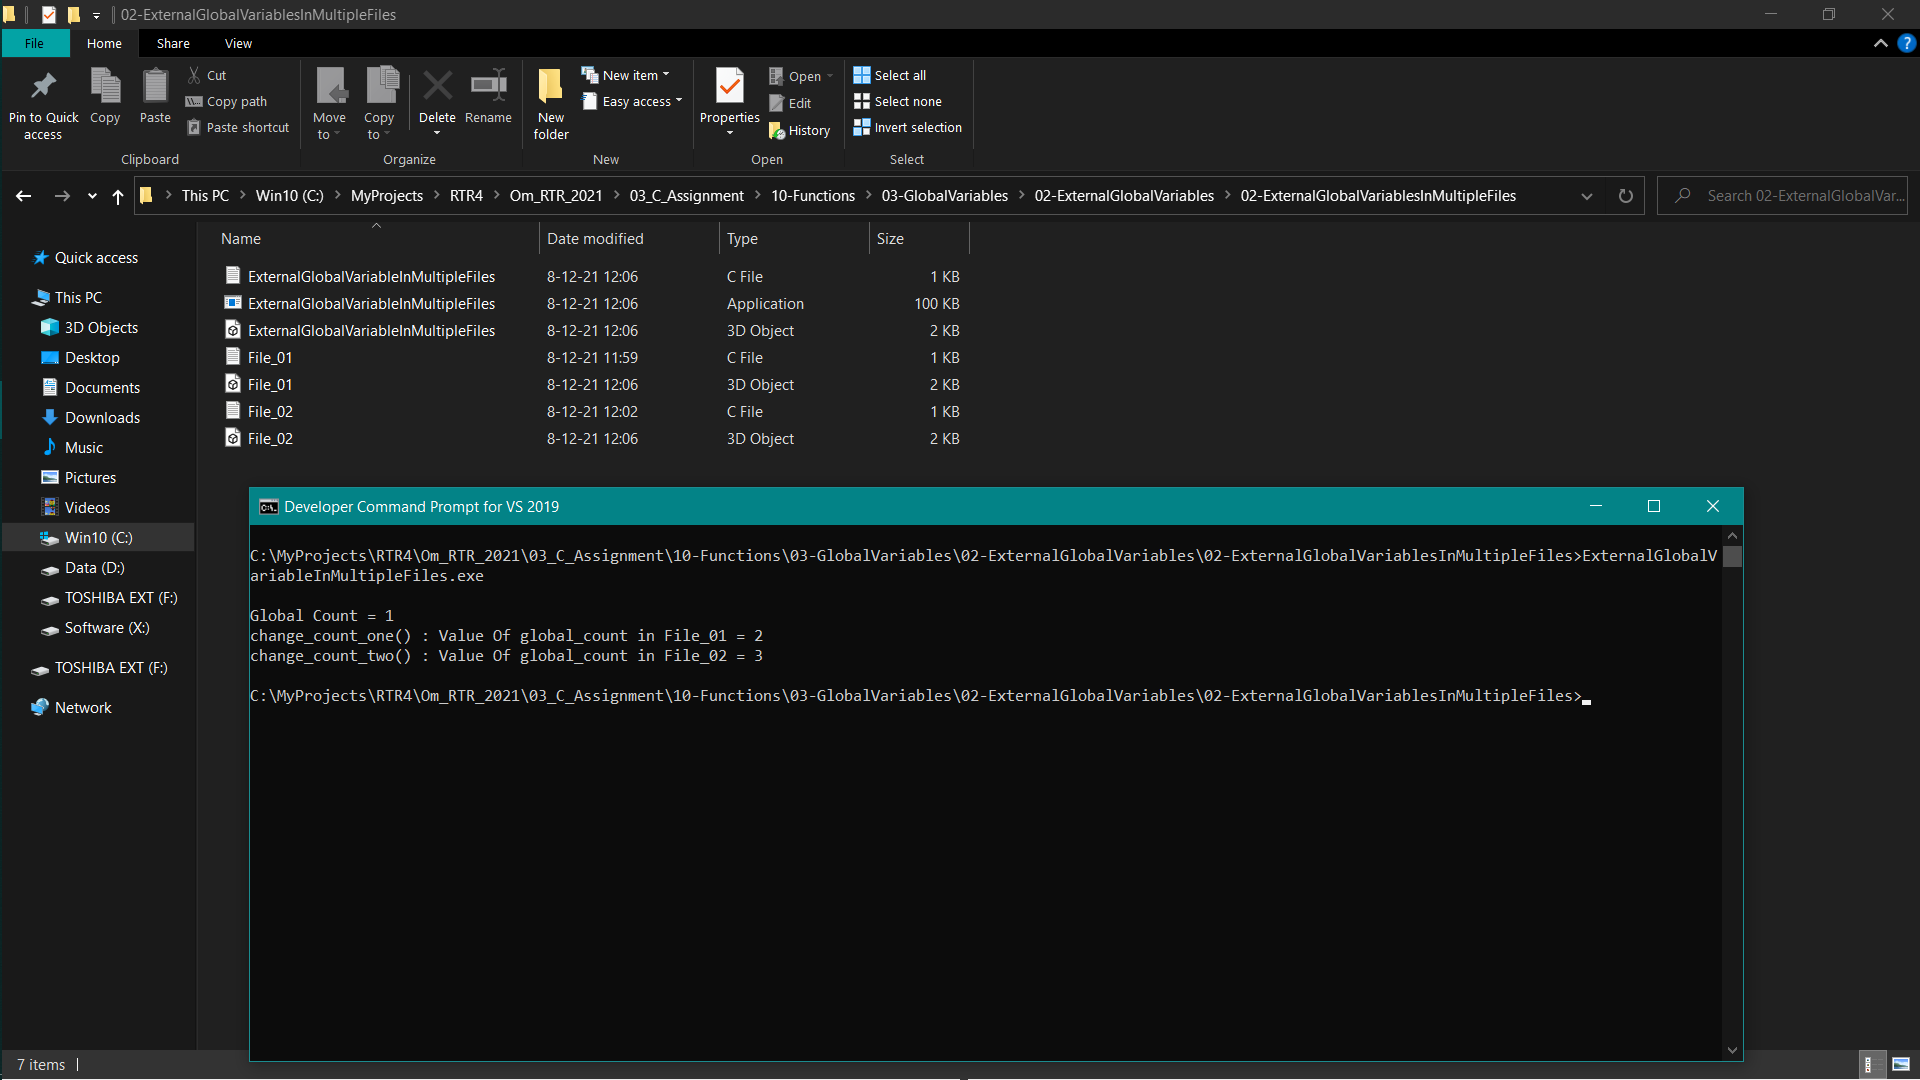 02-ExternalGlobalVariablesInMultipleFiles
File Home Share View
Pin to Quick access
Copy
Paste
Cut
Copy path
Paste shortcut
Clipboard
Move to
Copy to
Delete
Rename
Organize
New folder
New item
Easy access
New
Properties
Open
Edit
History
Open
Select all
Select none
Invert selection
Select
This PC > Win10 (C:) > MyProjects > RTR4 > Om_RTR_2021 > 03_C_Assignment > 10-Functions > 03-GlobalVariables > 02-ExternalGlobalVariables > 02-ExternalGlobalVariablesInMultipleFiles
Search 02-ExternalGlobalVar...
Quick access
This PC
3D Objects
Desktop
Documents
Downloads
Music
Pictures
Videos
Win10 (C:)
Data (D:)
TOSHIBA EXT (F:)
Software (X:)
TOSHIBA EXT (F:)
Network
Name Date modified Type Size
ExternalGlobalVariableInMultipleFiles 8-12-21 12:06 C File 1 KB
ExternalGlobalVariableInMultipleFiles 8-12-21 12:06 Application 100 KB
ExternalGlobalVariableInMultipleFiles 8-12-21 12:06 3D Object 2 KB
File_01 8-12-21 11:59 C File 1 KB
File_01 8-12-21 12:06 3D Object 2 KB
File_02 8-12-21 12:02 C File 1 KB
File_02 8-12-21 12:06 3D Object 2 KB
Developer Command Prompt for VS 2019
C:\MyProjects\RTR4\Om_RTR_2021\03_C_Assignment\10-Functions\03-GlobalVariables\02-ExternalGlobalVariables\02-ExternalGlobalVariablesInMultipleFiles>ExternalGlobalV
ariableInMultipleFiles.exe
Global Count = 1
change_count_one() : Value Of global_count in File_01 = 2
change_count_two() : Value Of global_count in File_02 = 3
C:\MyProjects\RTR4\Om_RTR_2021\03_C_Assignment\10-Functions\03-GlobalVariables\02-ExternalGlobalVariables\02-ExternalGlobalVariablesInMultipleFiles>
7 items